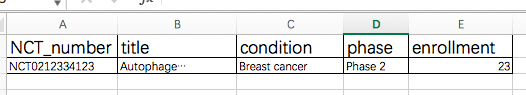 A B C D E
NCT_number title condition phase enrollment
NCT0212334123 Autophage… Breast cancer Phase 2 23